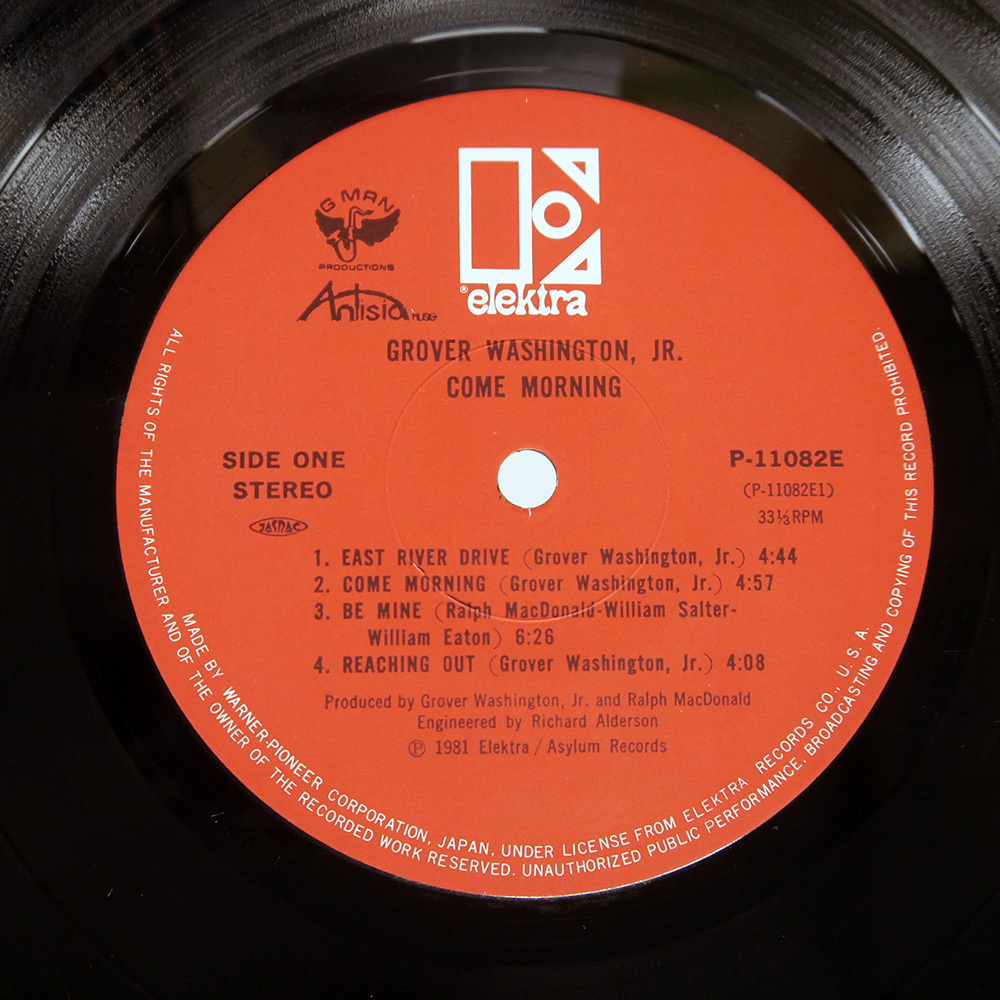 G MAN
PRODUCTIONS
Antisia MUSIC
® elektra
GROVER WASHINGTON, JR.
COME MORNING
SIDE ONE
STEREO
JASRAC
P-11082E
(P-11082E1)
33⅓ RPM
1. EAST RIVER DRIVE (Grover Washington, Jr.) 4:44
2. COME MORNING (Grover Washington, Jr.) 4:57
3. BE MINE (Ralph MacDonald-William Salter-
William Eaton) 6:26
4. REACHING OUT (Grover Washington, Jr.) 4:08
Produced by Grover Washington, Jr. and Ralph MacDonald
Engineered by Richard Alderson
℗ 1981 Elektra / Asylum Records
MADE BY WARNER-PIONEER CORPORATION, JAPAN, UNDER LICENSE FROM ELEKTRA RECORDS CO., U. S. A.
ALL RIGHTS OF THE MANUFACTURER AND OF THE OWNER OF THE RECORDED WORK RESERVED. UNAUTHORIZED PUBLIC PERFORMANCE, BROADCASTING AND COPYING OF THIS RECORD PROHIBITED.